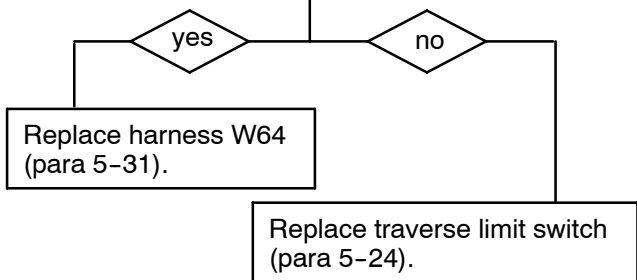 yes
no
Replace harness W64
(para 5-31).
Replace traverse limit switch
(para 5-24).